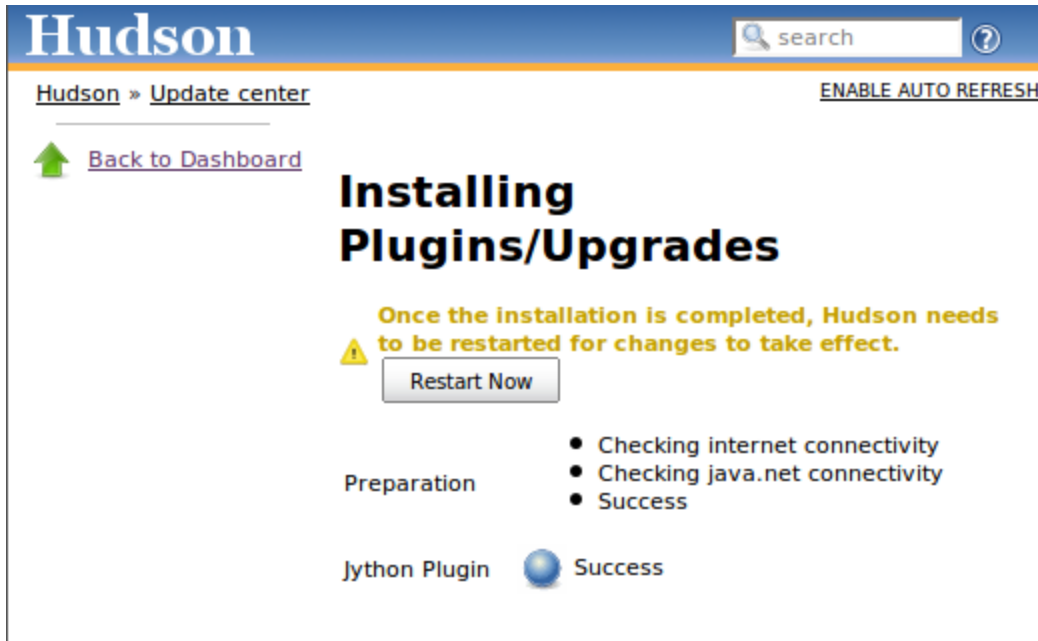 Hudson
search
Hudson » Update center
ENABLE AUTO REFRESH
Back to Dashboard
Installing
Plugins/Upgrades
Once the installation is completed, Hudson needs
to be restarted for changes to take effect.
Restart Now
Preparation
• Checking internet connectivity
• Checking java.net connectivity
• Success
Jython Plugin
Success